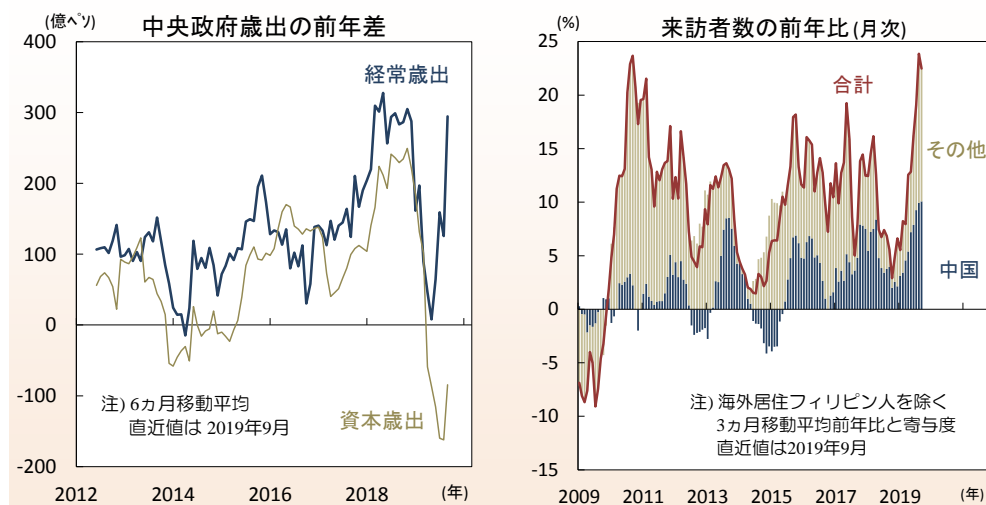 中央政府歳出の前年差
(億ペソ)
経常歳出
400
300
200
100
0
-100
-200
資本歳出
注) 6ヵ月移動平均
直近値は 2019年9月
2012
2014
2016
2018
(年)
来訪者数の前年比(月次)
(%)
25
20
15
10
5
0
-5
-10
-15
合計
その他
中国
注) 海外居住フィリピン人を除く
3ヵ月移動平均前年比と寄与度
直近値は2019年9月
2009
2011
2013
2015
2017
2019
(年)